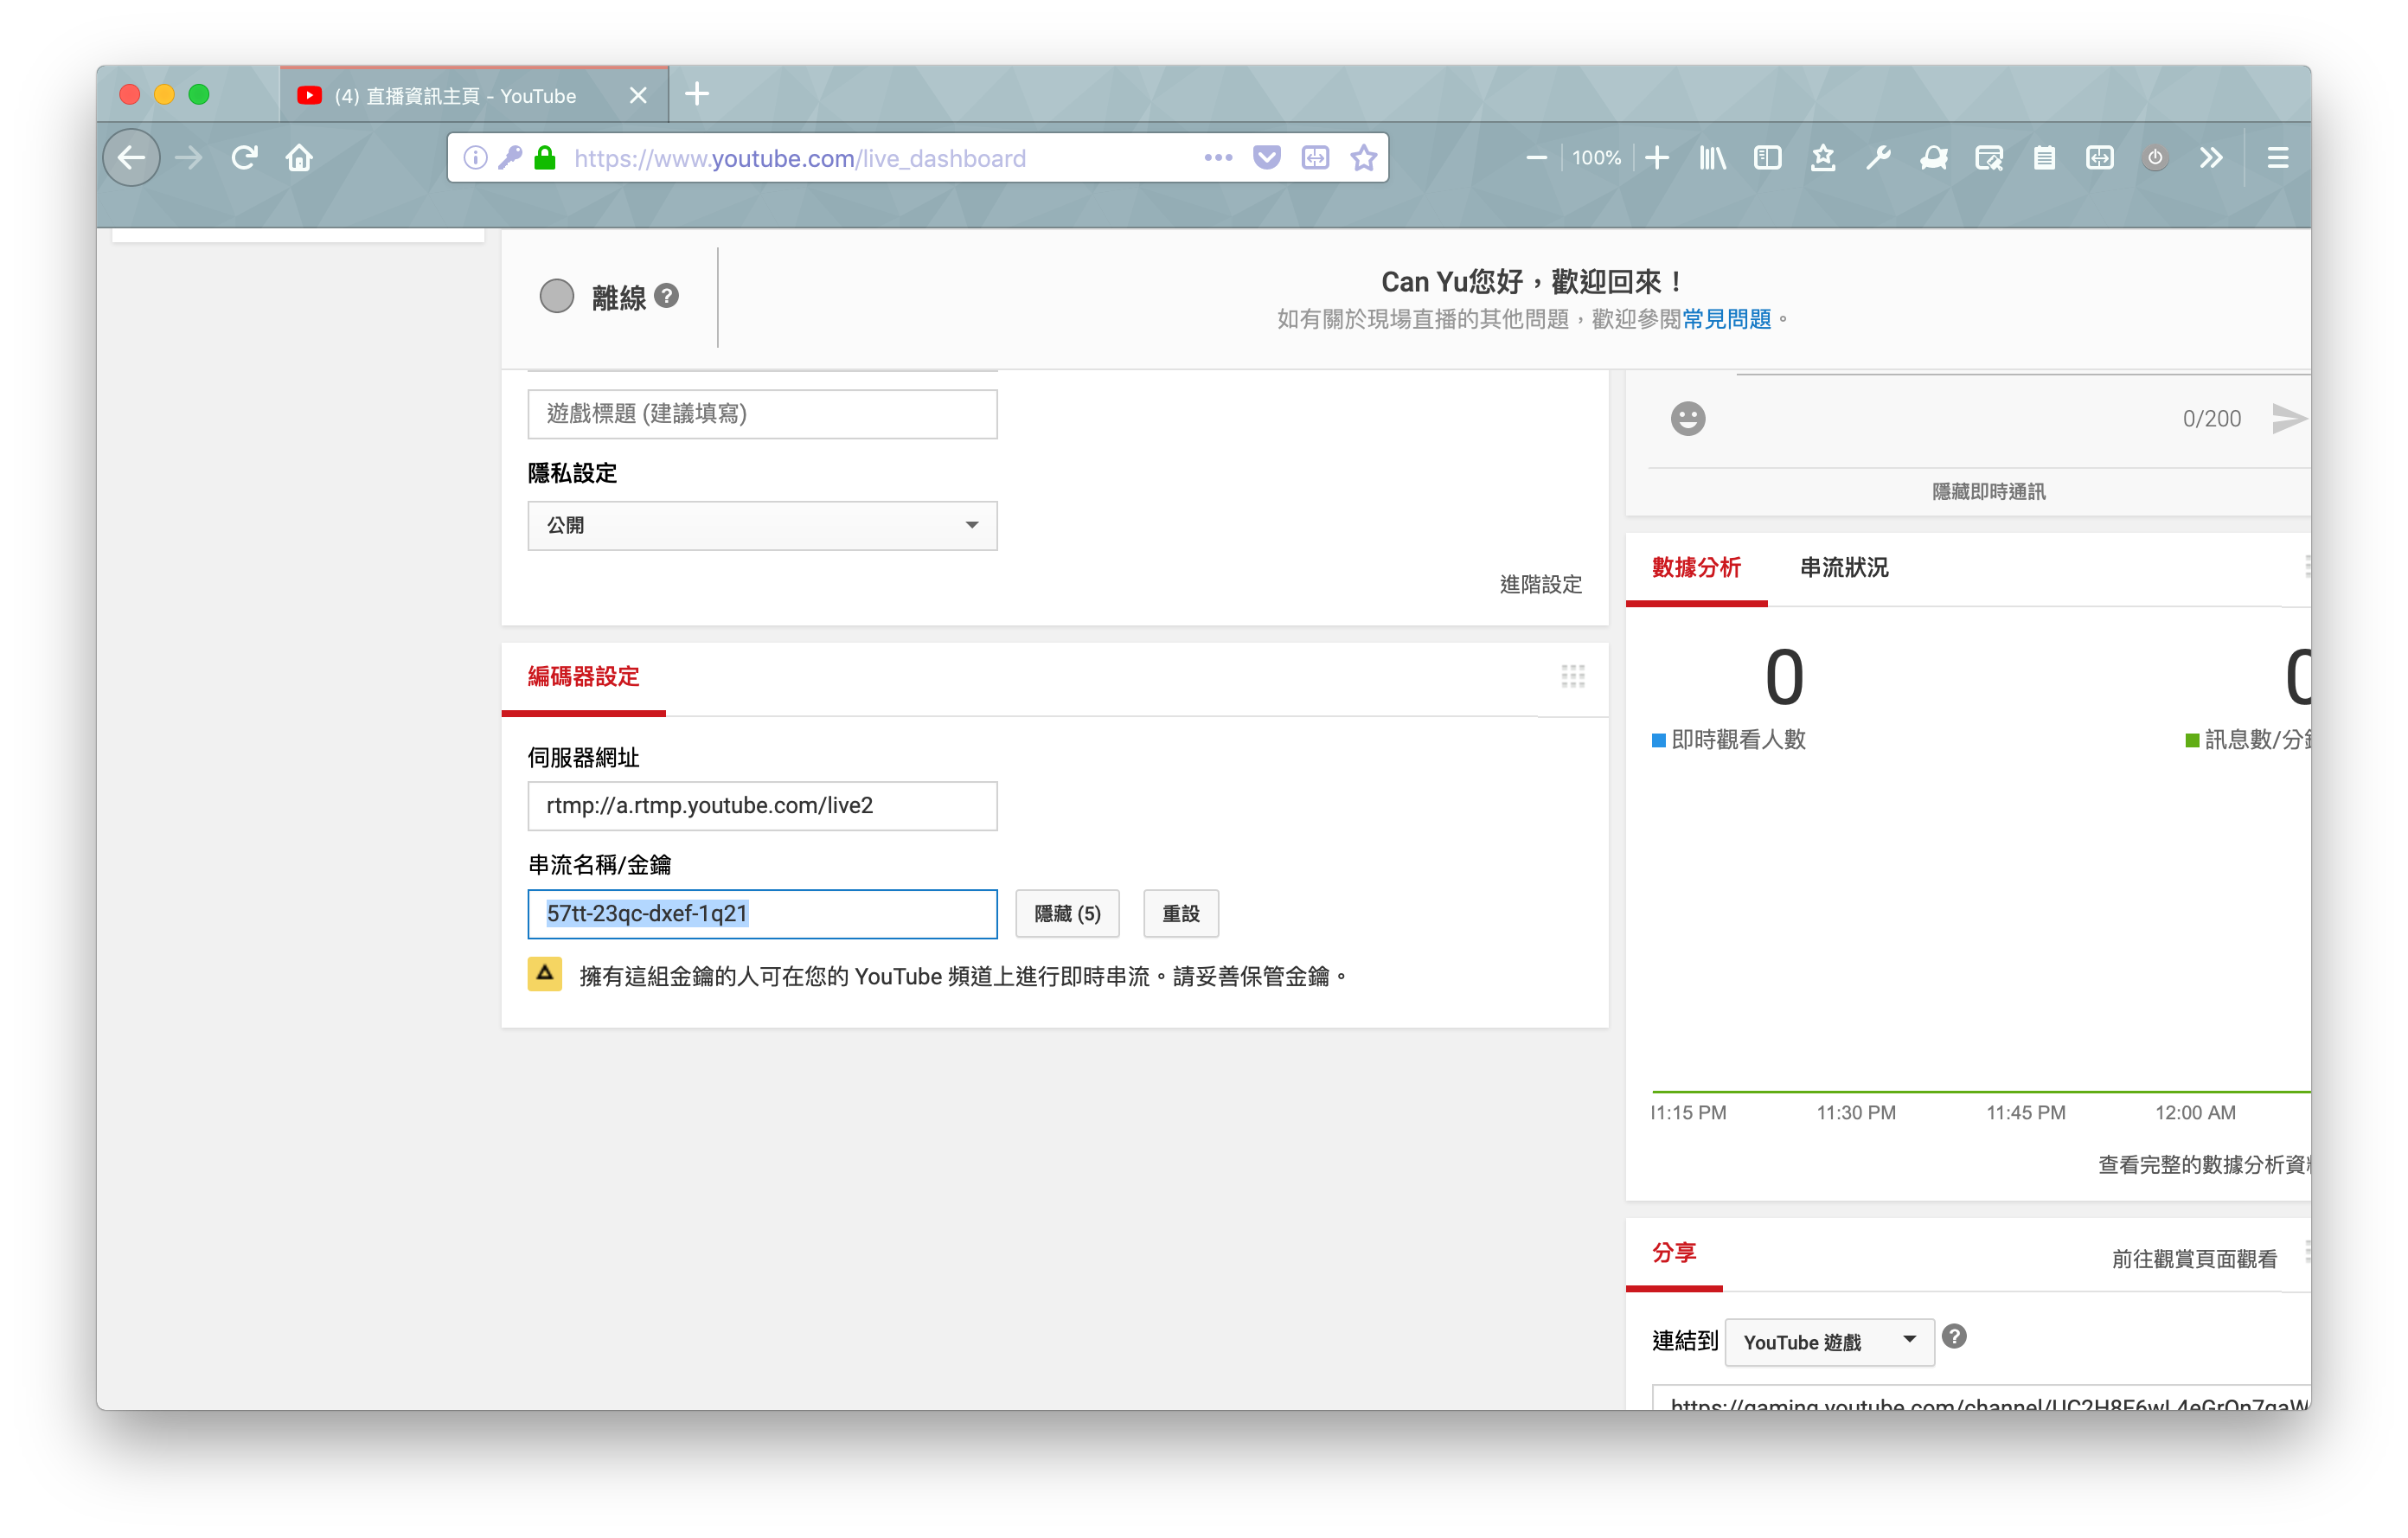 (4) 直播資訊主頁 - YouTube
https://www.youtube.com/live_dashboard
100%
離線
Can Yu您好，歡迎回來！
如有關於現場直播的其他問題，歡迎參閱常見問題。
遊戲標題 (建議填寫)
隱私設定
公開
進階設定
編碼器設定
伺服器網址
rtmp://a.rtmp.youtube.com/live2
串流名稱/金鑰
57tt-23qc-dxef-1q21
隱藏 (5)
重設
擁有這組金鑰的人可在您的 YouTube 頻道上進行即時串流。請妥善保管金鑰。
0/200
隱藏即時通訊
數據分析
串流狀況
0
0
即時觀看人數
訊息數/分
11:15 PM
11:30 PM
11:45 PM
12:00 AM
查看完整的數據分析資
分享
前往觀賞頁面觀看
連結到
YouTube 遊戲
https://gaming.youtube.com/channel/